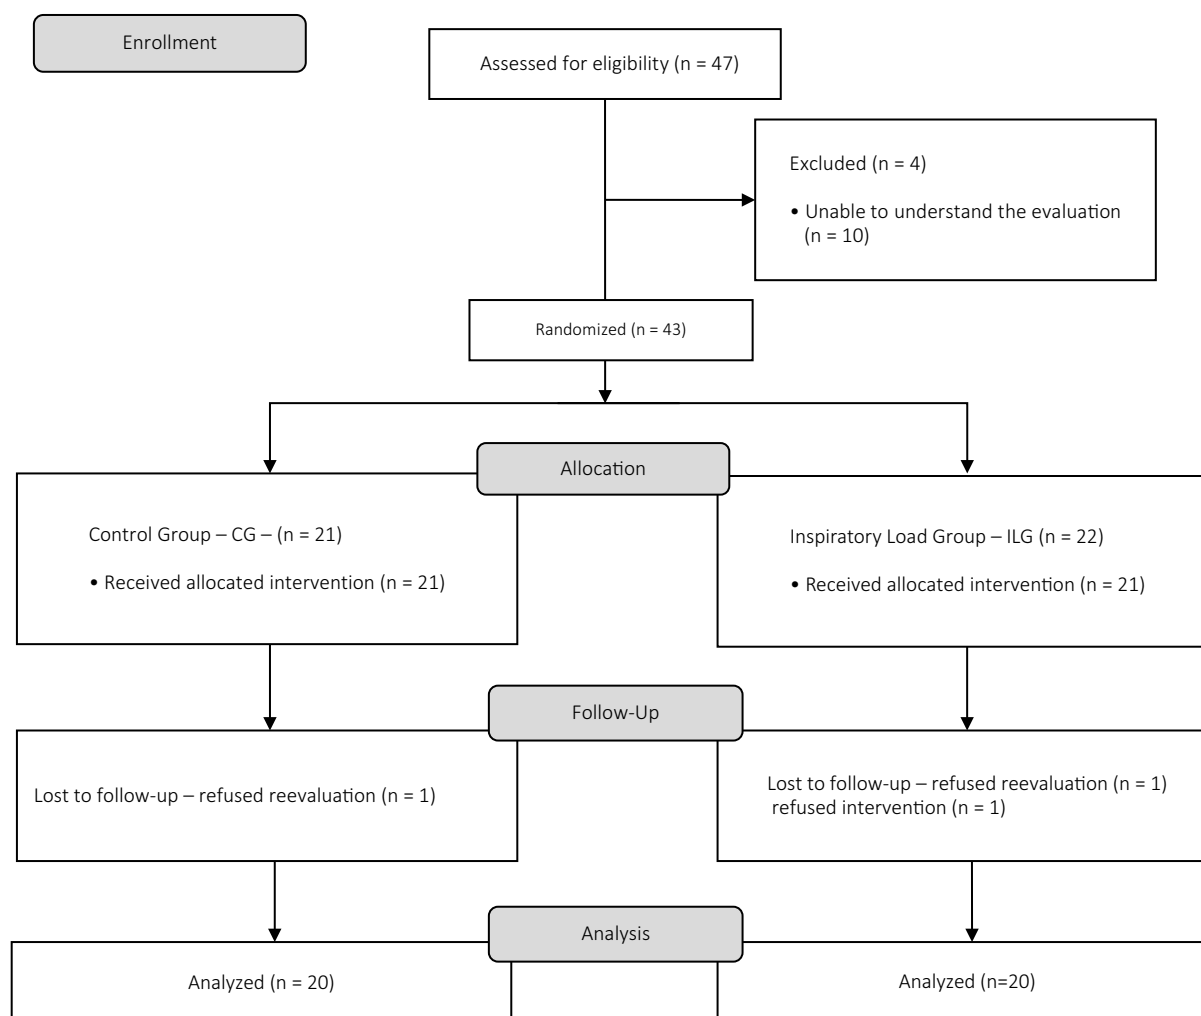 Enrollment
Assessed for eligibility (n = 47)
Excluded (n = 4)
• Unable to understand the evaluation
(n = 10)
Randomized (n = 43)
Allocation
Control Group – CG – (n = 21)
• Received allocated intervention (n = 21)
Inspiratory Load Group – ILG (n = 22)
• Received allocated intervention (n = 21)
Follow-Up
Lost to follow-up – refused reevaluation (n = 1)
Lost to follow-up – refused reevaluation (n = 1)
refused intervention (n = 1)
Analysis
Analyzed (n = 20)
Analyzed (n=20)